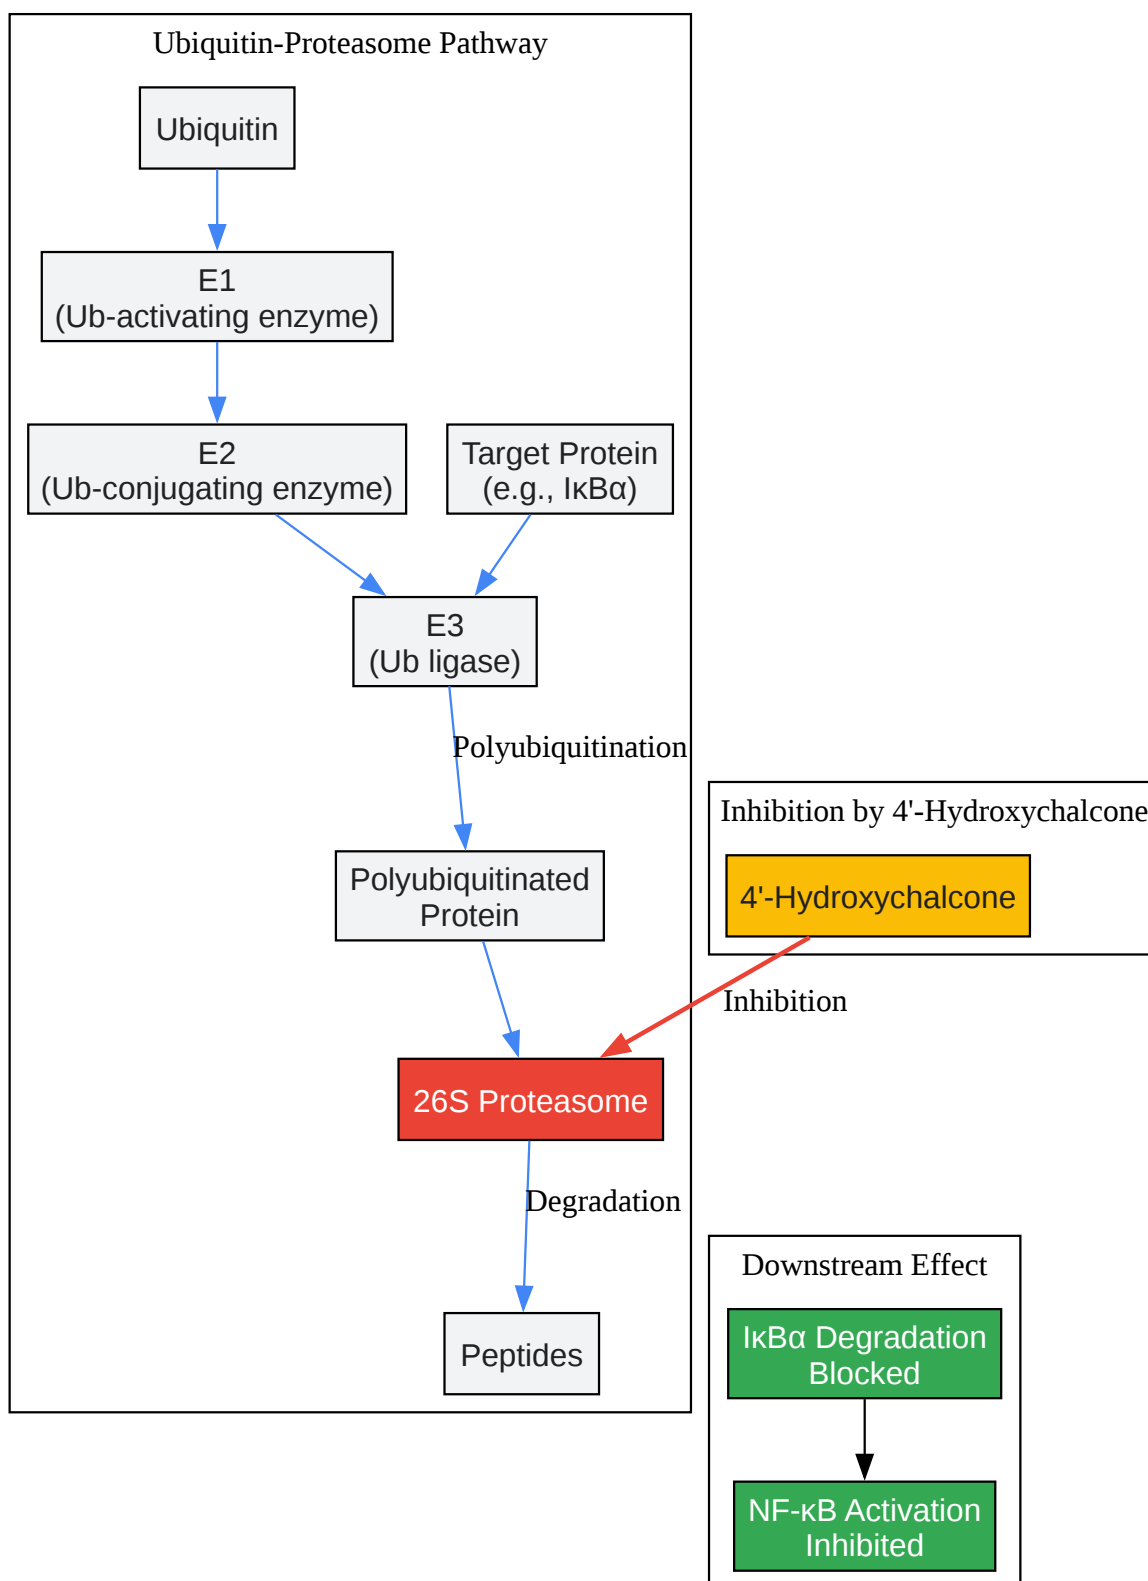 Ubiquitin-Proteasome Pathway
Ubiquitin
E1
(Ub-activating enzyme)
E2
(Ub-conjugating enzyme)
Target Protein
(e.g., IκBα)
E3
(Ub ligase)
Polyubiquitination
Polyubiquitinated
Protein
Inhibition by 4'-Hydroxychalcone
4'-Hydroxychalcone
Inhibition
26S Proteasome
Degradation
Peptides
Downstream Effect
IκBα Degradation
Blocked
NF-κB Activation
Inhibited